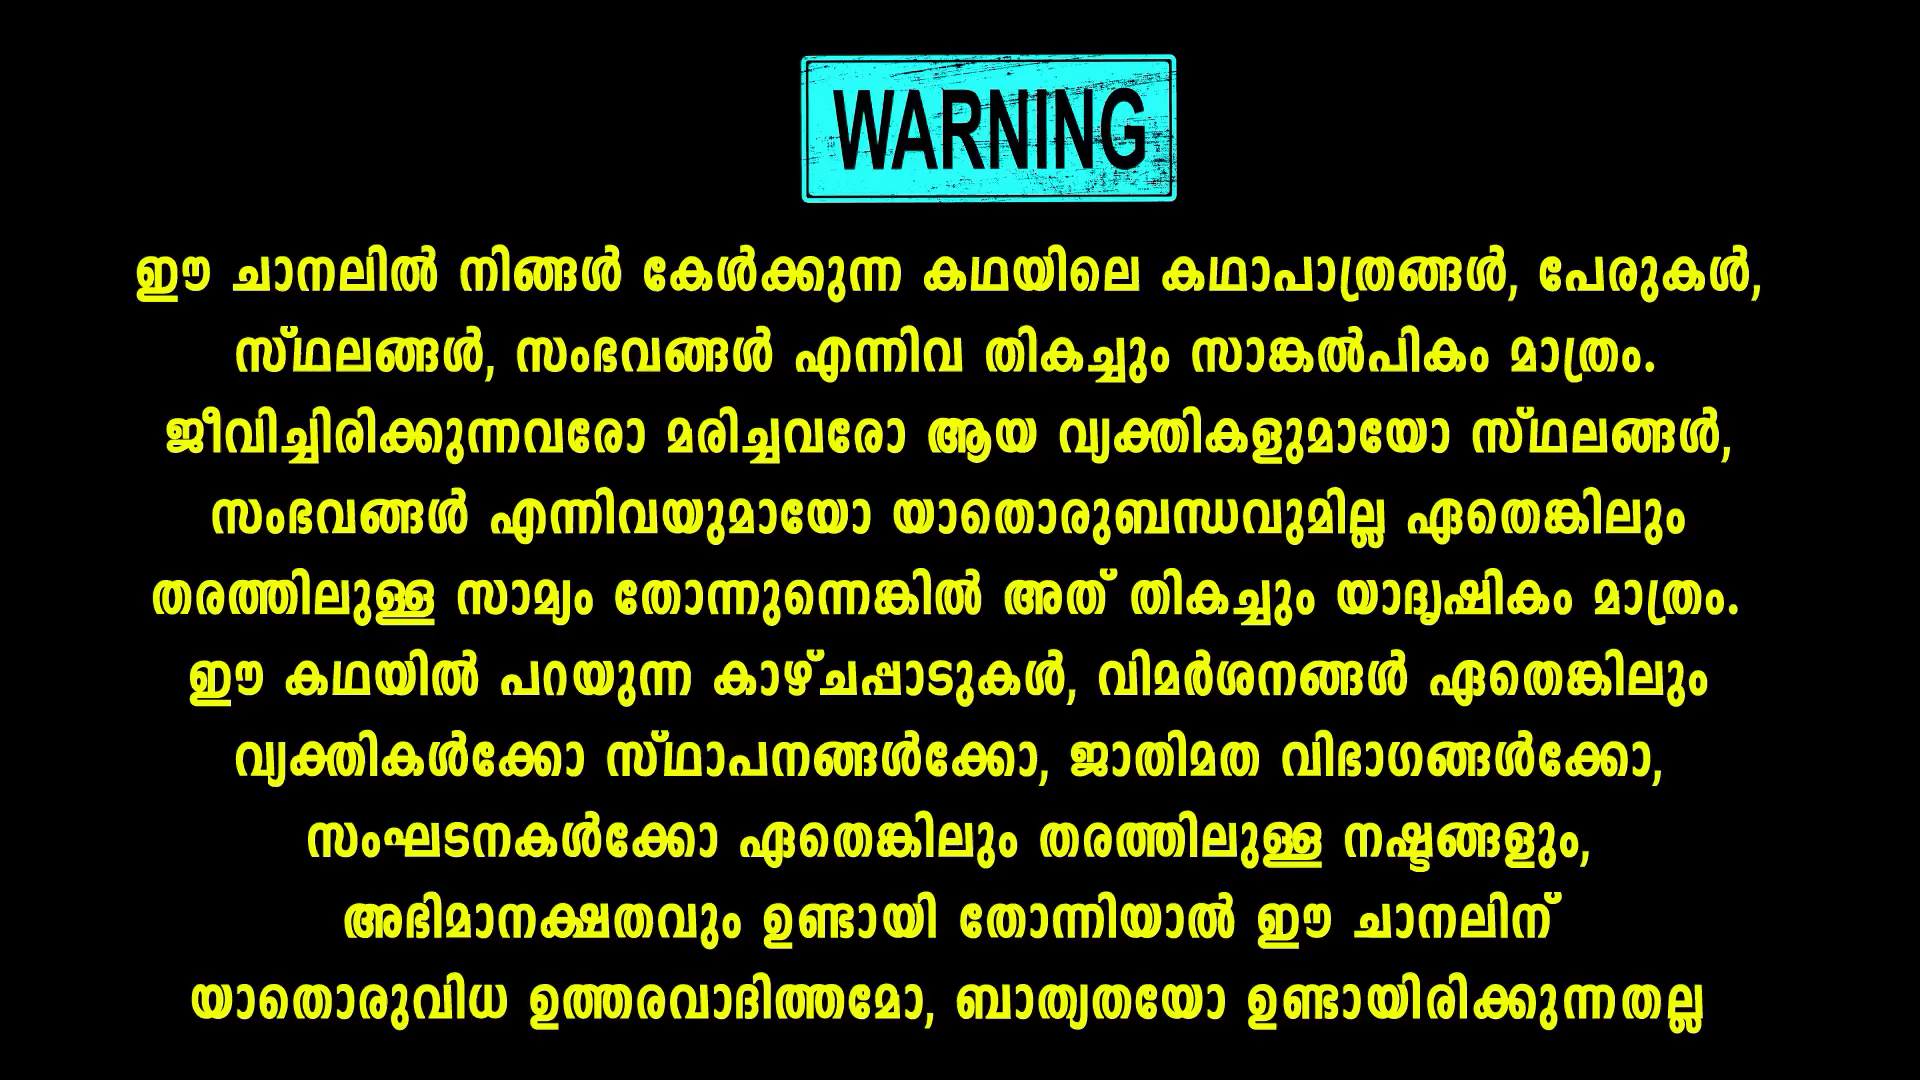 WARNING
ഈ ചാനലിൽ നിങ്ങൾ കേൾക്കുന്ന കഥയിലെ കഥാപാത്രങ്ങൾ, പേരുകൾ,
സ്ഥലങ്ങൾ, സംഭവങ്ങൾ എന്നിവ തികച്ചും സാങ്കൽപികം മാത്രം.
ജീവിച്ചിരിക്കുന്നവരോ മരിച്ചവരോ ആയ വ്യക്തികളുമായോ സ്ഥലങ്ങൾ,
സംഭവങ്ങൾ എന്നിവയുമായോ യാതൊരുബന്ധവുമില്ല ഏതെങ്കിലും
തരത്തിലുള്ള സാമ്യം തോന്നുന്നെങ്കിൽ അത് തികച്ചും യാദൃഷികം മാത്രം.
ഈ കഥയിൽ പറയുന്ന കാഴ്ചപ്പാടുകൾ, വിമർശനങ്ങൾ ഏതെങ്കിലും
വ്യക്തികൾക്കോ സ്ഥാപനങ്ങൾക്കോ, ജാതിമത വിഭാഗങ്ങൾക്കോ,
സംഘടനകൾക്കോ ഏതെങ്കിലും തരത്തിലുള്ള നഷ്ടങ്ങളും,
അഭിമാനക്ഷതവും ഉണ്ടായി തോന്നിയാൽ ഈ ചാനലിന്
യാതൊരുവിധ ഉത്തരവാദിത്തമോ, ബാത്യതയോ ഉണ്ടായിരിക്കുന്നതല്ല